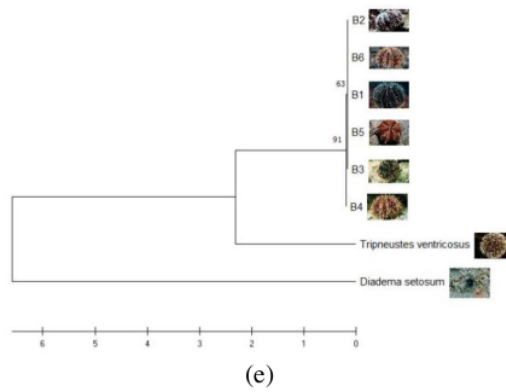 B2
B6
63
B1
B5
91
B3
B4
Tripneustes ventricosus
Diadema setosum
6 5 4 3 2 1 0
(e)